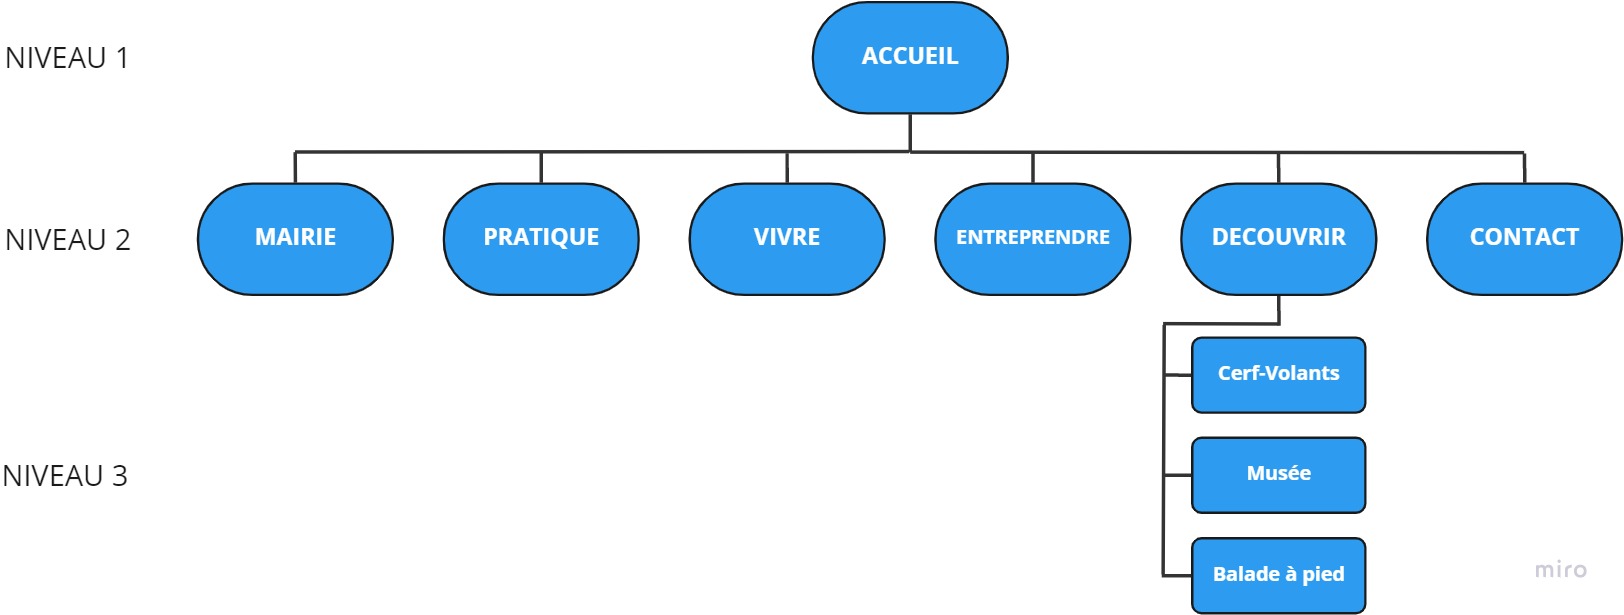 NIVEAU 1
ACCUEIL
NIVEAU 2
MAIRIE
PRATIQUE
VIVRE
ENTREPRENDRE
DECOUVRIR
CONTACT
NIVEAU 3
Cerf-Volants
Musée
Balade à pied
miro